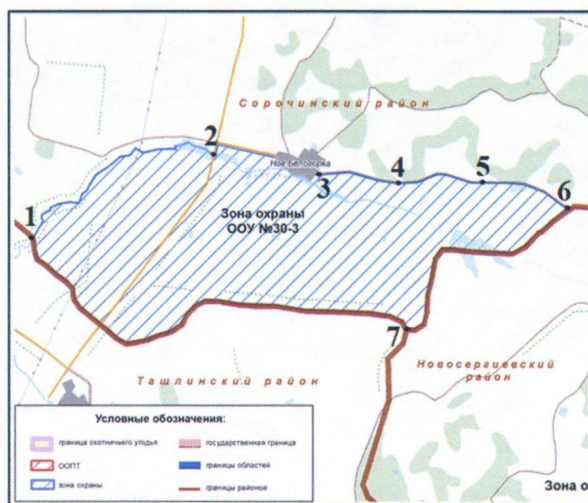 Сорочинский район
2
Ное Белогорка
3
4
5
6
1
Зона охраны
ООУ №30-3
7
Новосергиевский
район
Ташлинский район
Условные обозначения:
граница охотничьего угодья
государственная граница
ООПТ
границы областей
зона охраны
границы районов
Зона о